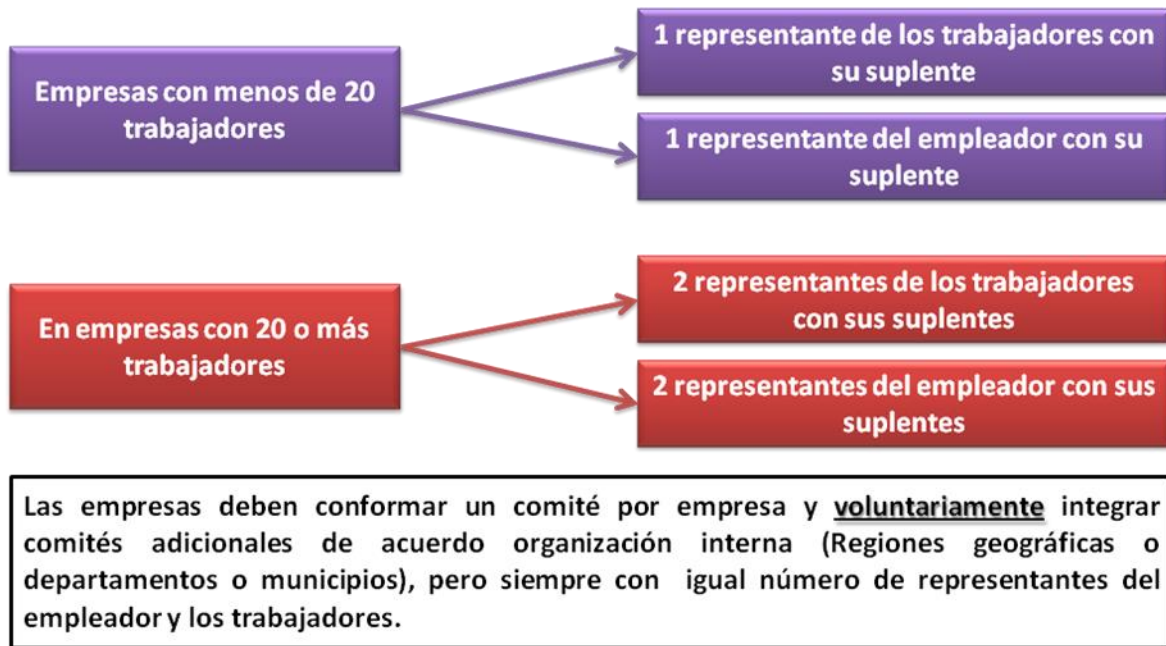 Empresas con menos de 20
trabajadores
1 representante de los trabajadores con
su suplente
1 representante del empleador con su
suplente
En empresas con 20 o más
trabajadores
2 representantes de los trabajadores
con sus suplentes
2 representantes del empleador con sus
suplentes
Las empresas deben conformar un comité por empresa y voluntariamente integrar
comités adicionales de acuerdo organización interna (Regiones geográficas o
departamentos o municipios), pero siempre con igual número de representantes del
empleador y los trabajadores.